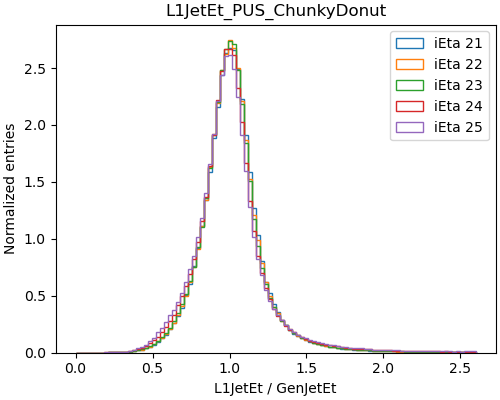 L1JetEt_PUS_ChunkyDonut
iEta 21
iEta 22
iEta 23
iEta 24
iEta 25
Normalized entries
2.5
2.0
1.5
1.0
0.5
0.0
0.0 0.5 1.0 1.5 2.0 2.5
L1JetEt / GenJetEt